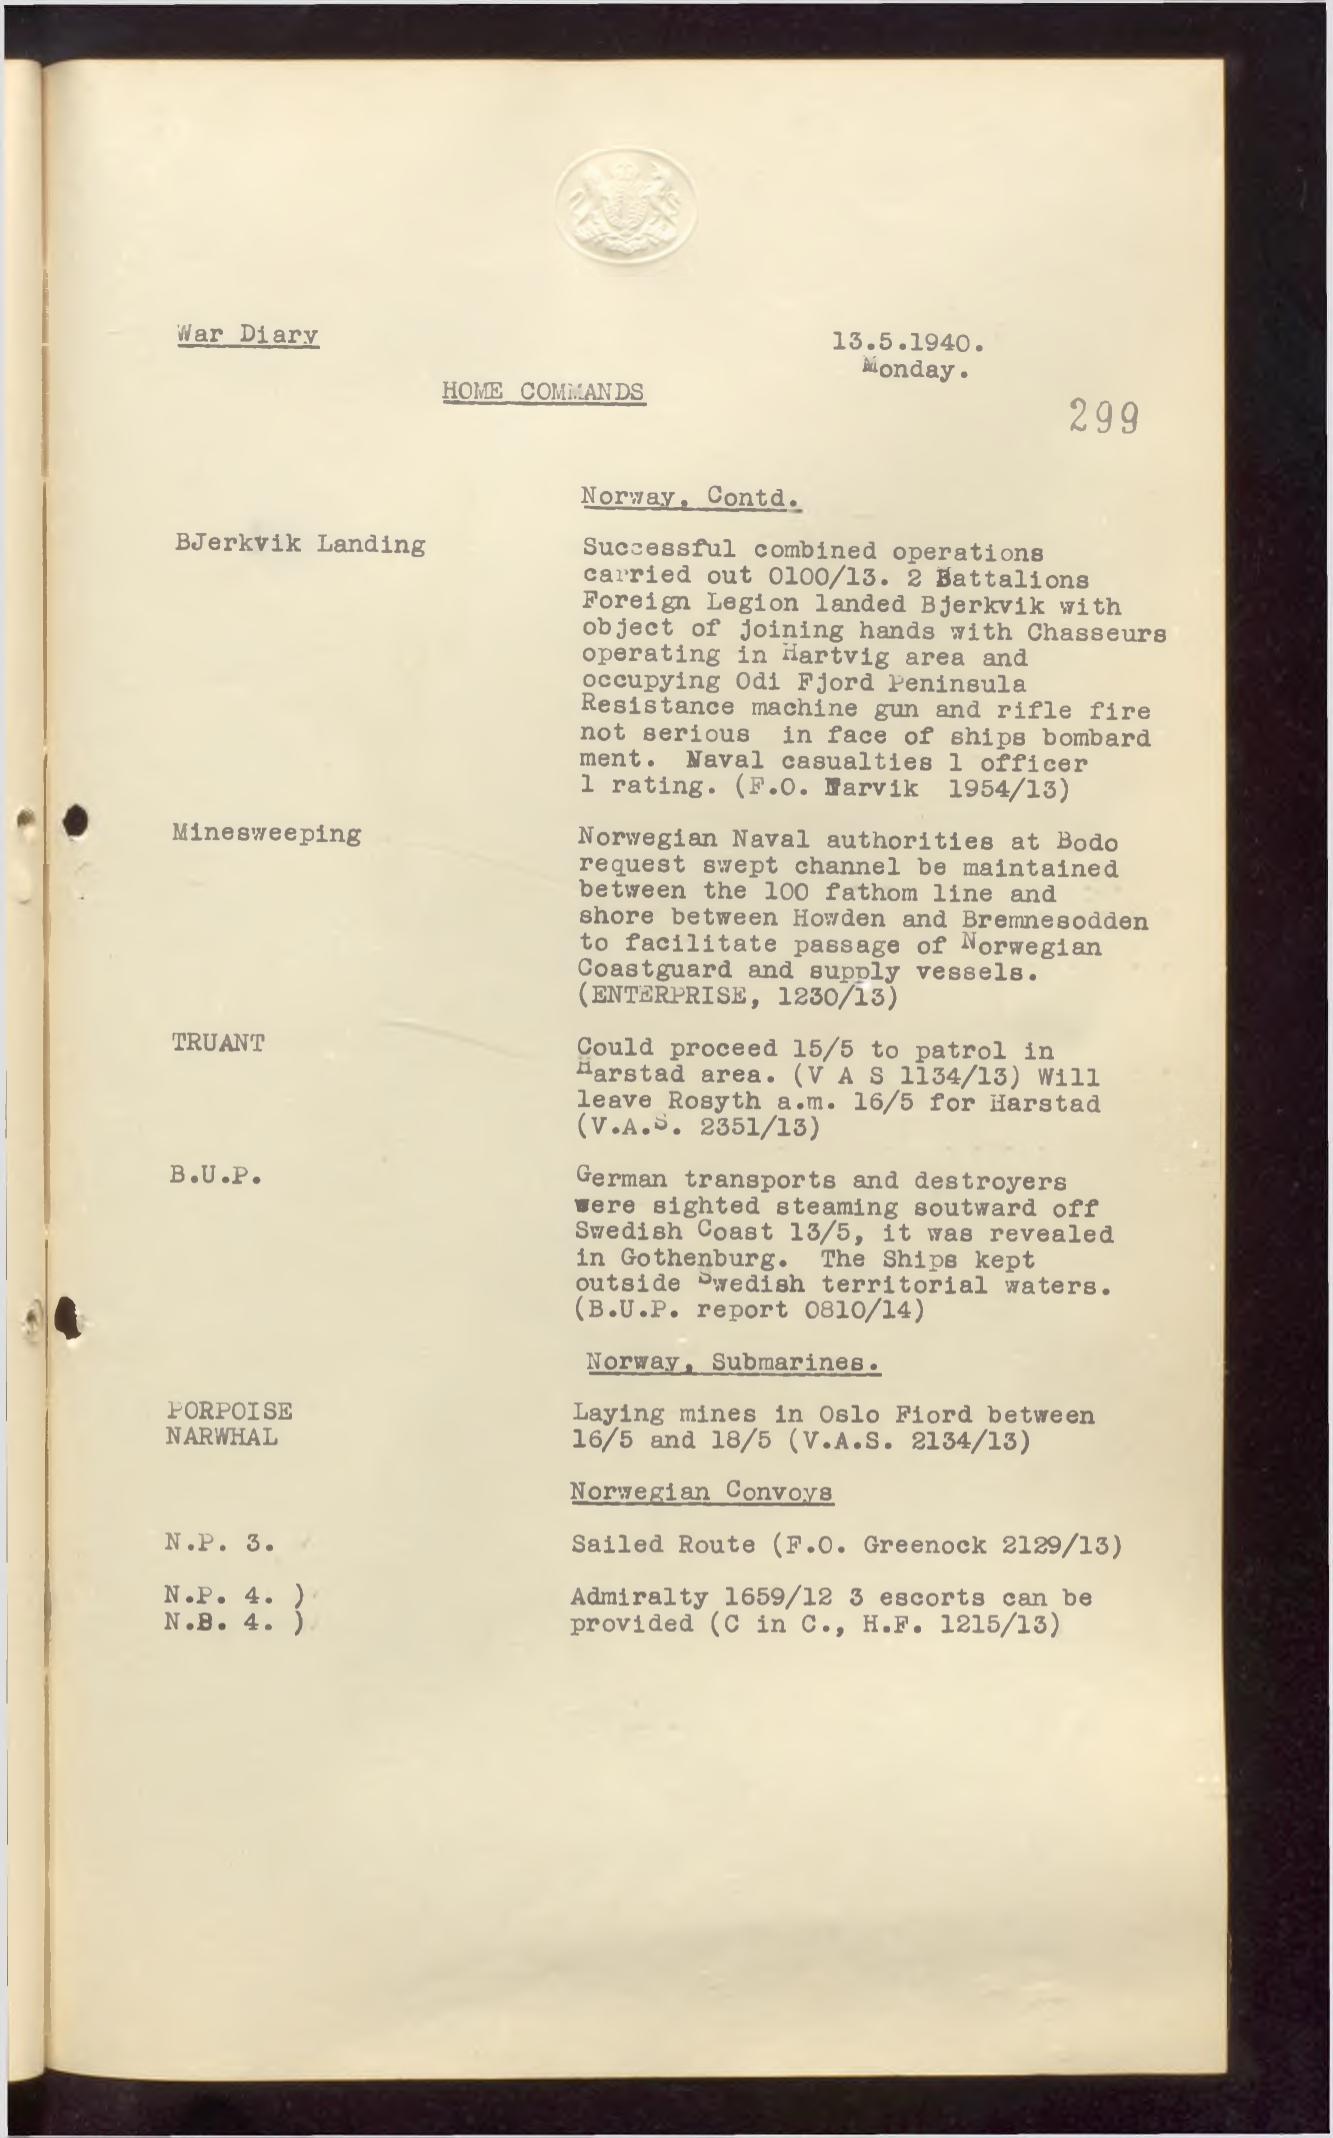 War Diary
13.5.1940.
Monday.
HOME COMMANDS
299
Norway, Contd.
BJerkvik Landing
Successful combined operations
carried out 0100/13. 2 Battalions
Foreign Legion landed Bjerkvik with
object of joining hands with Chasseurs
operating in Hartvig area and
occupying Odi Fjord Peninsula
Resistance machine gun and rifle fire
not serious in face of ships bombard
ment. Naval casualties 1 officer
1 rating. (F.O. Narvik 1954/13)
Minesweeping
Norwegian Naval authorities at Bodo
request swept channel be maintained
between the 100 fathom line and
shore between Howden and Bremnesodden
to facilitate passage of Norwegian
Coastguard and supply vessels.
(ENTERPRISE, 1230/13)
TRUANT
Could proceed 15/5 to patrol in
Harstad area. (V A S 1134/13) Will
leave Rosyth a.m. 16/5 for Harstad
(V.A.S. 2351/13)
B.U.P.
German transports and destroyers
were sighted steaming soutward off
Swedish Coast 13/5, it was revealed
in Gothenburg. The Ships kept
outside Swedish territorial waters.
(B.U.P. report 0810/14)
Norway, Submarines.
PORPOISE
NARWHAL
Laying mines in Oslo Fiord between
16/5 and 18/5 (V.A.S. 2134/13)
Norwegian Convoys
N.P. 3.
Sailed Route (F.O. Greenock 2129/13)
N.P. 4. )
N.B. 4. )
Admiralty 1659/12 3 escorts can be
provided (C in C., H.F. 1215/13)